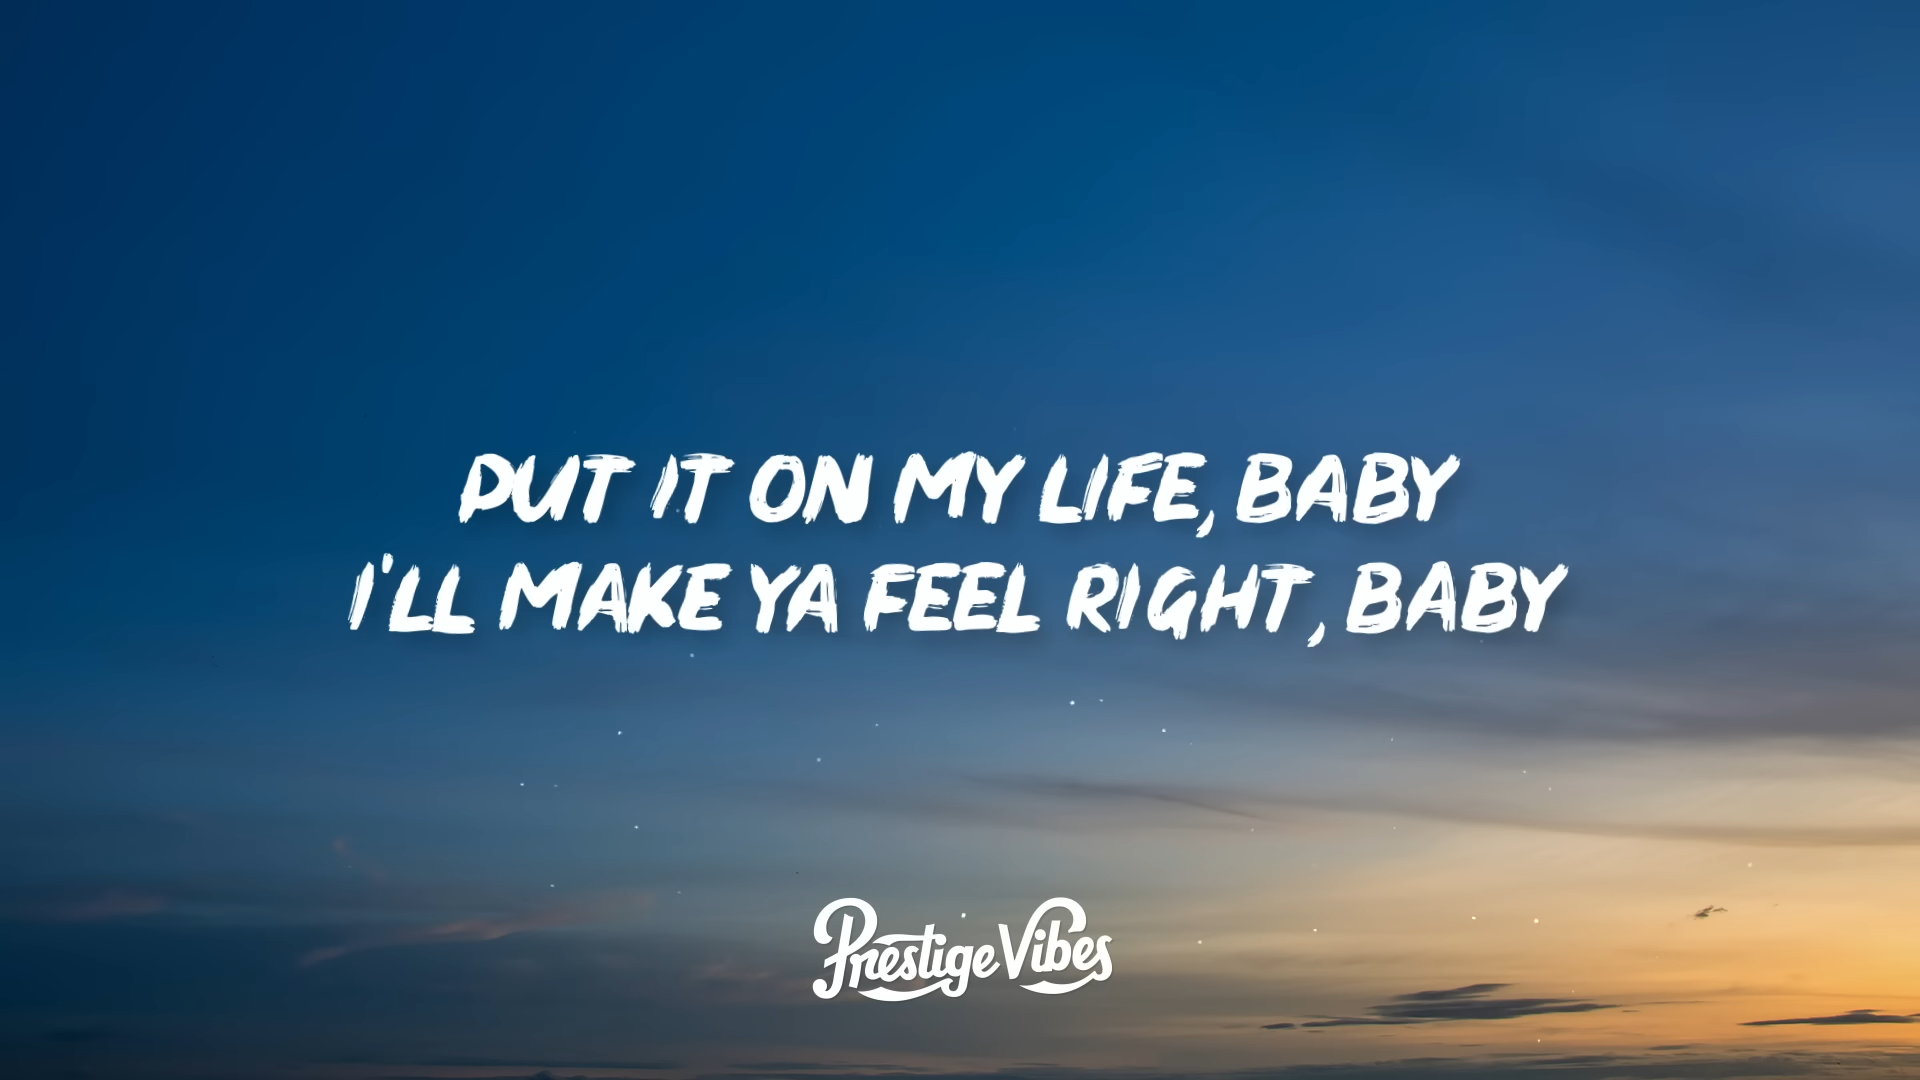 PUT IT ON MY LIFE, BABY
I'LL MAKE YA FEEL RIGHT, BABY
Prestige Vibes